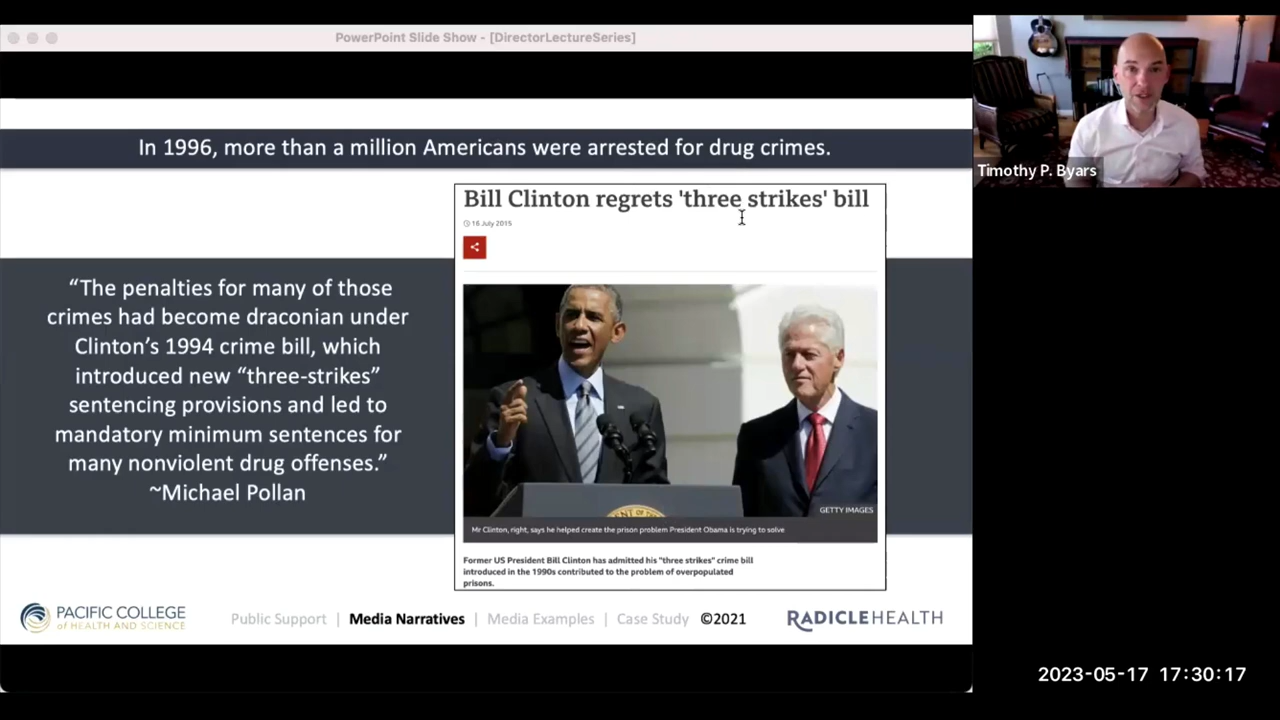 PowerPoint Slide Show - [DirectorLectureSeries]
In 1996, more than a million Americans were arrested for drug crimes.
Bill Clinton regrets 'three strikes' bill
16 July 2015
“The penalties for many of those
crimes had become draconian under
Clinton’s 1994 crime bill, which
introduced new “three-strikes”
sentencing provisions and led to
mandatory minimum sentences for
many nonviolent drug offenses.”
~Michael Pollan
GETTY IMAGES
Mr Clinton, right, says he helped create the prison problem President Obama is trying to solve
Former US President Bill Clinton has admitted his "three strikes" crime bill
introduced in the 1990s contributed to the problem of overpopulated
prisons.
PACIFIC COLLEGE
of HEALTH AND SCIENCE
Public Support | Media Narratives | Media Examples | Case Study ©2021
RADICLEHEALTH
Timothy P. Byars
2023-05-17 17:30:17